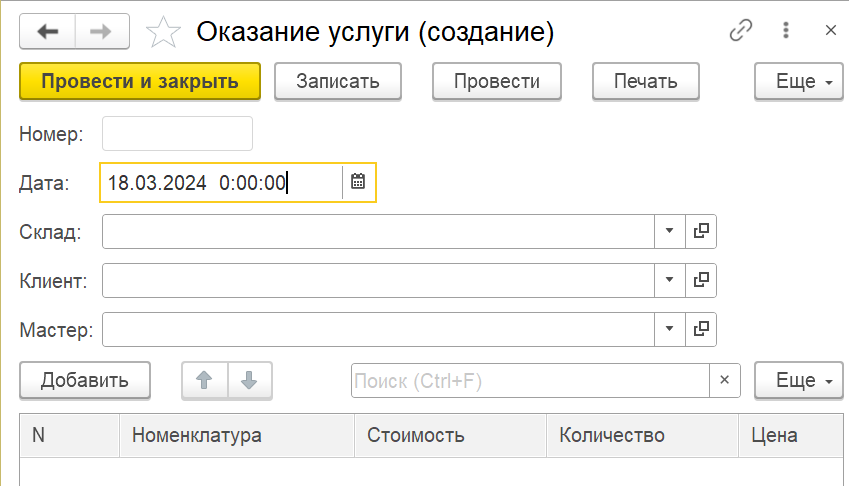 Оказание услуги (создание)
Провести и закрыть Записать Провести Печать Еще
Номер:
Дата: 18.03.2024 0:00:00
Склад:
Клиент:
Мастер:
Добавить Поиск (Ctrl+F) × Еще
N Номенклатура Стоимость Количество Цена